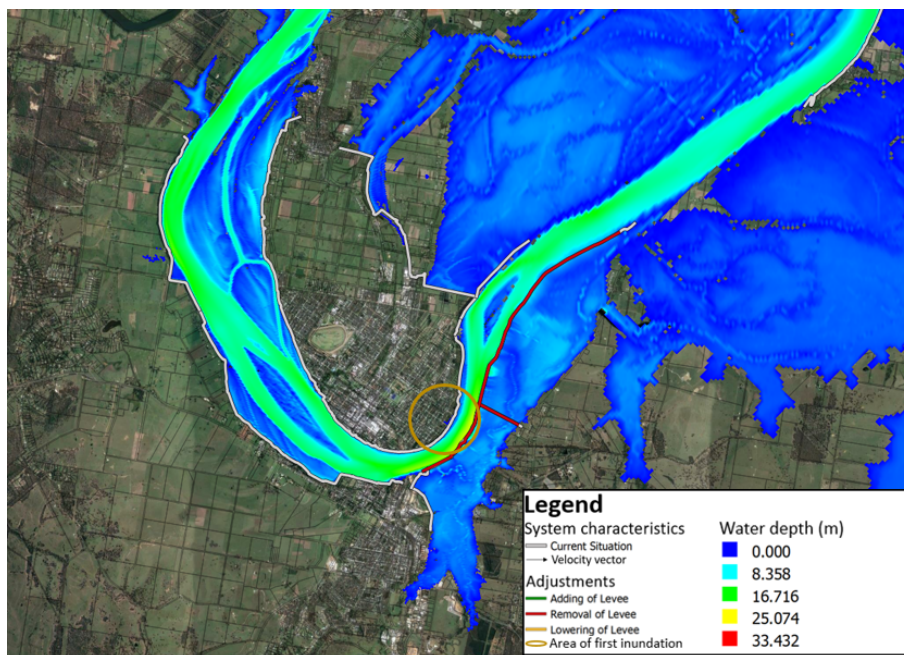 Legend
System characteristics
Current Situation
Velocity vector
Adjustments
Adding of Levee
Removal of Levee
Lowering of Levee
Area of first inundation
Water depth (m)
0.000
8.358
16.716
25.074
33.432